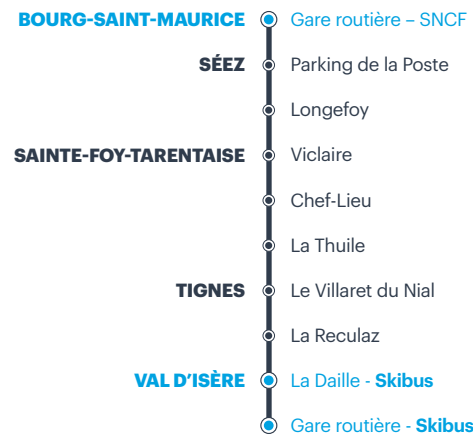 BOURG-SAINT-MAURICE Gare routière – SNCF
SÉEZ Parking de la Poste
Longefoy
SAINTE-FOY-TARENTAISE Viclaire
Chef-Lieu
La Thuile
TIGNES Le Villaret du Nial
La Reculaz
VAL D'ISÈRE La Daille - Skibus
Gare routière - Skibus